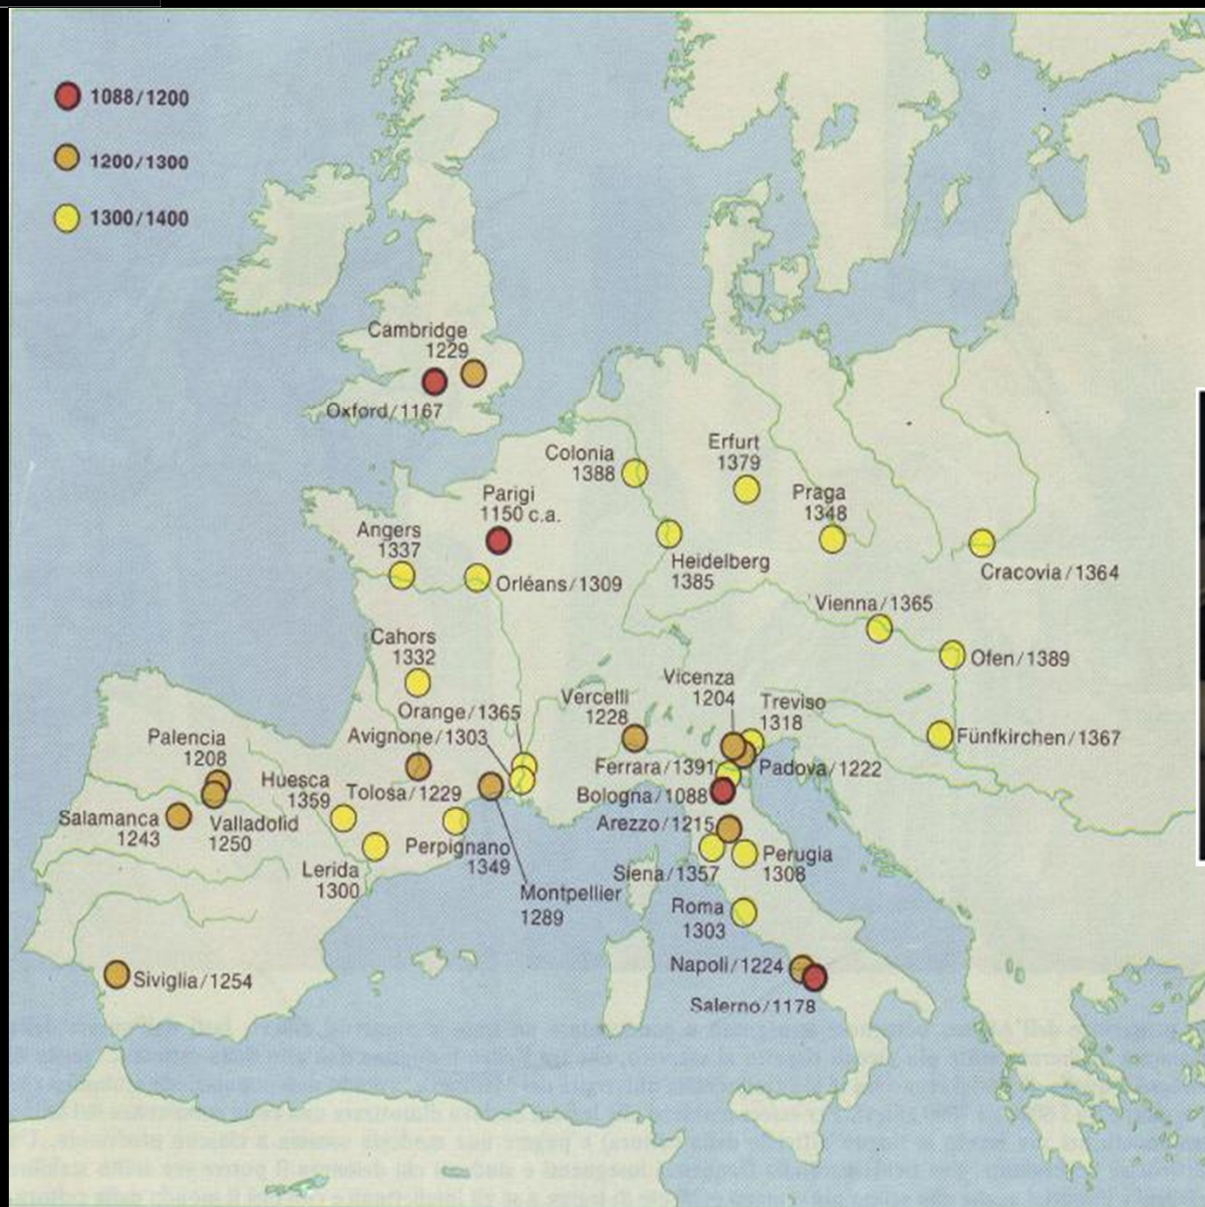 1088/1200
1200/1300
1300/1400
Cambridge
1229
Oxford/1167
Colonia
1388
Erfurt
1379
Parigi
1150 c.a.
Praga
1348
Angers
1337
Orléans/1309
Heidelberg
1385
Cracovia/1364
Vienna/1365
Cahors
1332
Ofen/1389
Vicenza
1204
Vercelli
1228
Treviso
1318
Orange/1365
Avignone/1303
Palencia
1208
Fünfkirchen/1367
Ferrara/1391
Padova/1222
Huesca
1359
Tolosa/1229
Bologna/1088
Salamanca
1243
Valladolid
1250
Arezzo/1215
Perpignano
1349
Perugia
1308
Siena/1357
Lerida
1300
Montpellier
1289
Roma
1303
Napoli/1224
Siviglia/1254
Salerno/1178